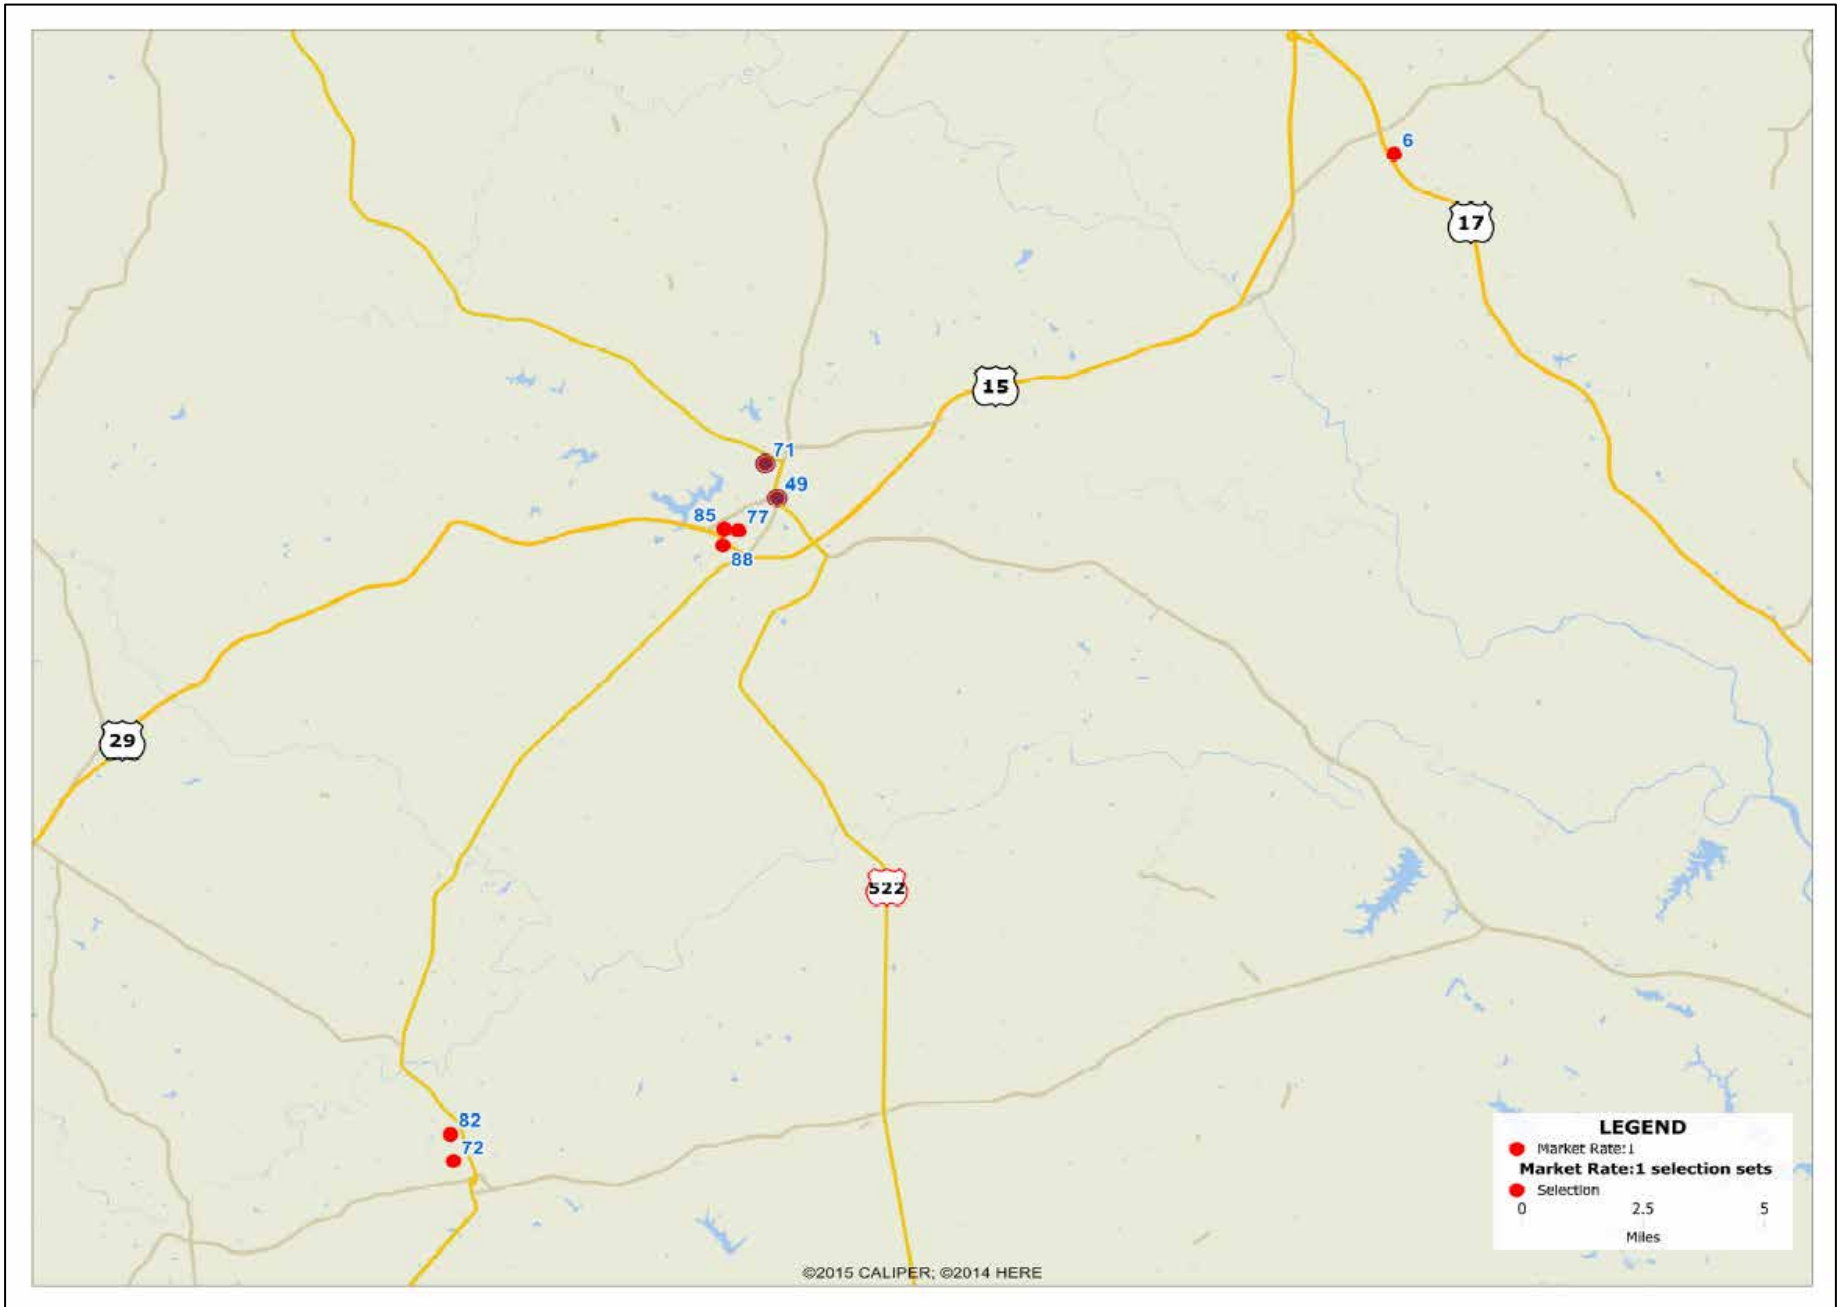 6
17
15
71
49
85 77
88
29
522
82
72
LEGEND
Market Rate:1
Market Rate:1 selection sets
Selection
0 2.5 5
Miles
©2015 CALIPER; ©2014 HERE